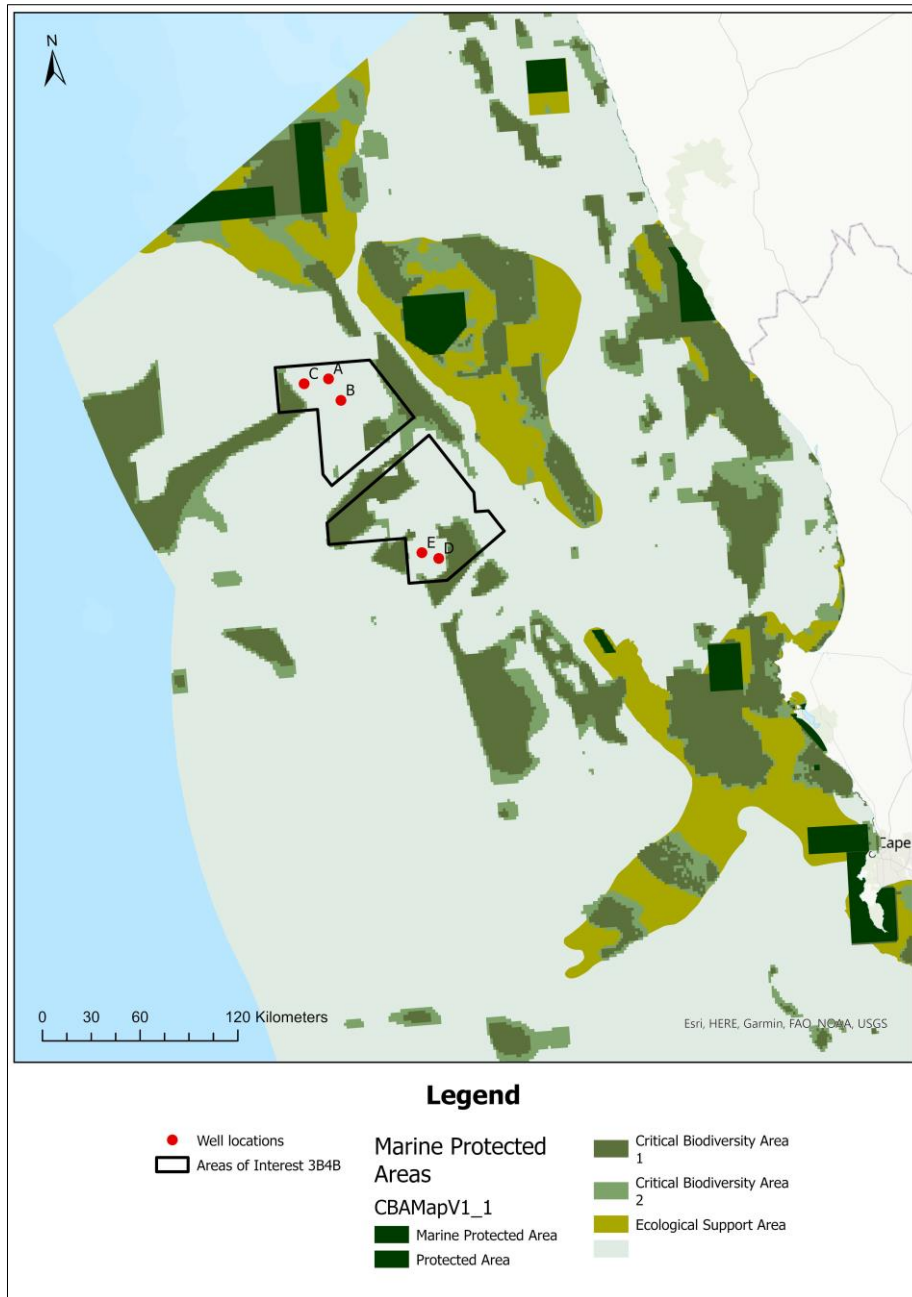 N
C
A
B
E
D
Cape
0 30 60 120 Kilometers
Esri, HERE, Garmin, FAO, NOAA, USGS
Legend
Well locations
Areas of Interest 3B4B
Marine Protected
Areas
CBAMapV1_1
Marine Protected Area
Protected Area
Critical Biodiversity Area
1
Critical Biodiversity Area
2
Ecological Support Area